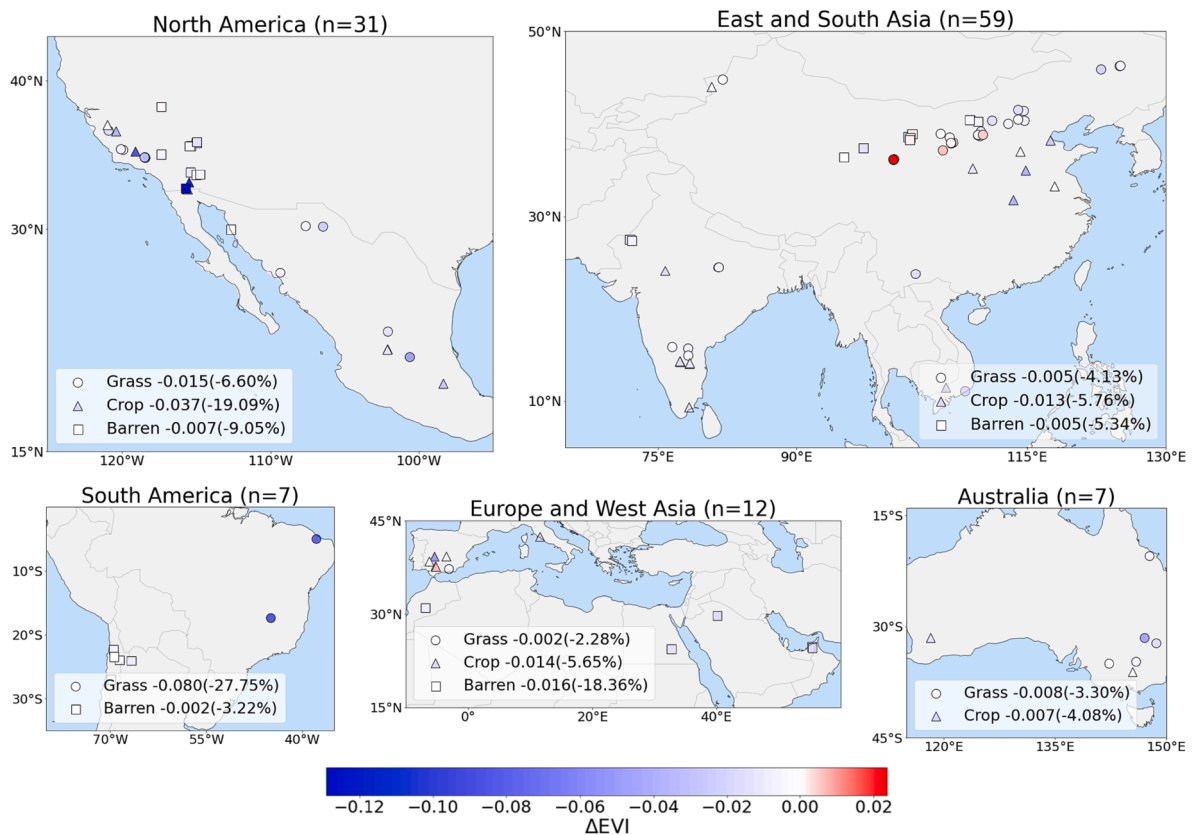 North America (n=31)
East and South Asia (n=59)
40°N
30°N
15°N
120°W
110°W
100°W
Grass -0.015(-6.60%)
Crop -0.037(-19.09%)
Barren -0.007(-9.05%)
50°N
30°N
10°N
75°E
90°E
115°E
130°E
Grass -0.005(-4.13%)
Crop -0.013(-5.76%)
Barren -0.005(-5.34%)
South America (n=7)
10°S
20°S
30°S
70°W
55°W
40°W
Grass -0.080(-27.75%)
Barren -0.002(-3.22%)
Europe and West Asia (n=12)
45°N
30°N
15°N
0°
20°E
40°E
Grass -0.002(-2.28%)
Crop -0.014(-5.65%)
Barren -0.016(-18.36%)
Australia (n=7)
15°S
30°S
45°S
120°E
135°E
150°E
Grass -0.008(-3.30%)
Crop -0.007(-4.08%)
−0.12
−0.10
−0.08
−0.06
−0.04
−0.02
0.00
0.02
ΔEVI